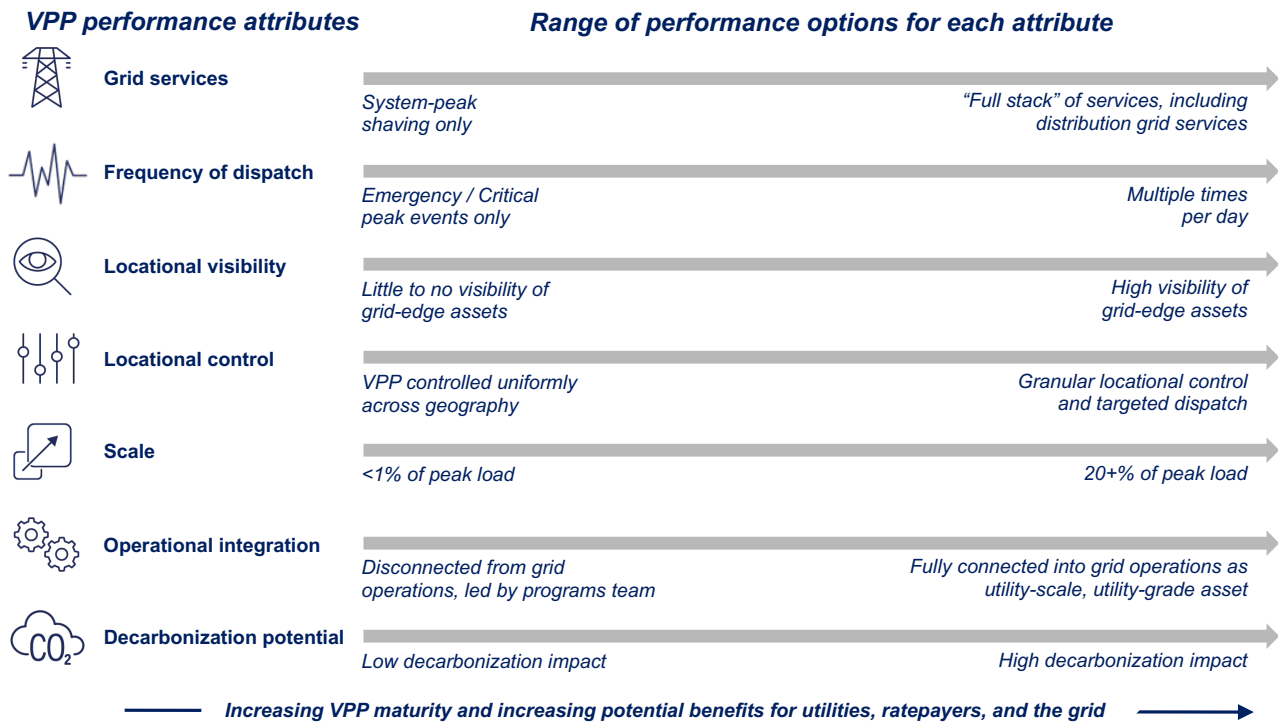 VPP performance attributes
Range of performance options for each attribute
Grid services
System-peak
shaving only
“Full stack” of services, including
distribution grid services
Frequency of dispatch
Emergency / Critical
peak events only
Multiple times
per day
Locational visibility
Little to no visibility of
grid-edge assets
High visibility of
grid-edge assets
Locational control
VPP controlled uniformly
across geography
Granular locational control
and targeted dispatch
Scale
<1% of peak load
20+% of peak load
Operational integration
Disconnected from grid
operations, led by programs team
Fully connected into grid operations as
utility-scale, utility-grade asset
CO₂
Decarbonization potential
Low decarbonization impact
High decarbonization impact
Increasing VPP maturity and increasing potential benefits for utilities, ratepayers, and the grid